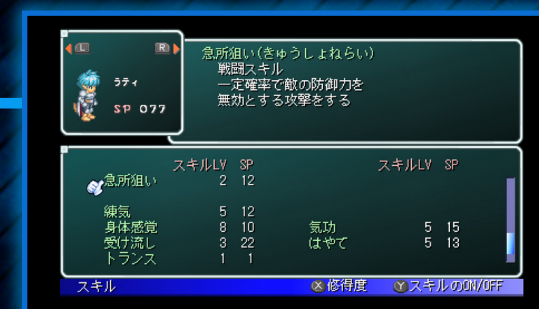 L R
ラティ
SP 077
急所狙い(きゅうしょねらい)
戦闘スキル
一定確率で敵の防御力を
無効とする攻撃をする
スキルLV SP スキルLV SP
急所狙い 2 12
練気 5 12
身体感覚 8 10 気功 5 15
受け流し 3 22 はやて 5 13
トランス 1 1
スキル X 修得度 Y スキルのON/OFF